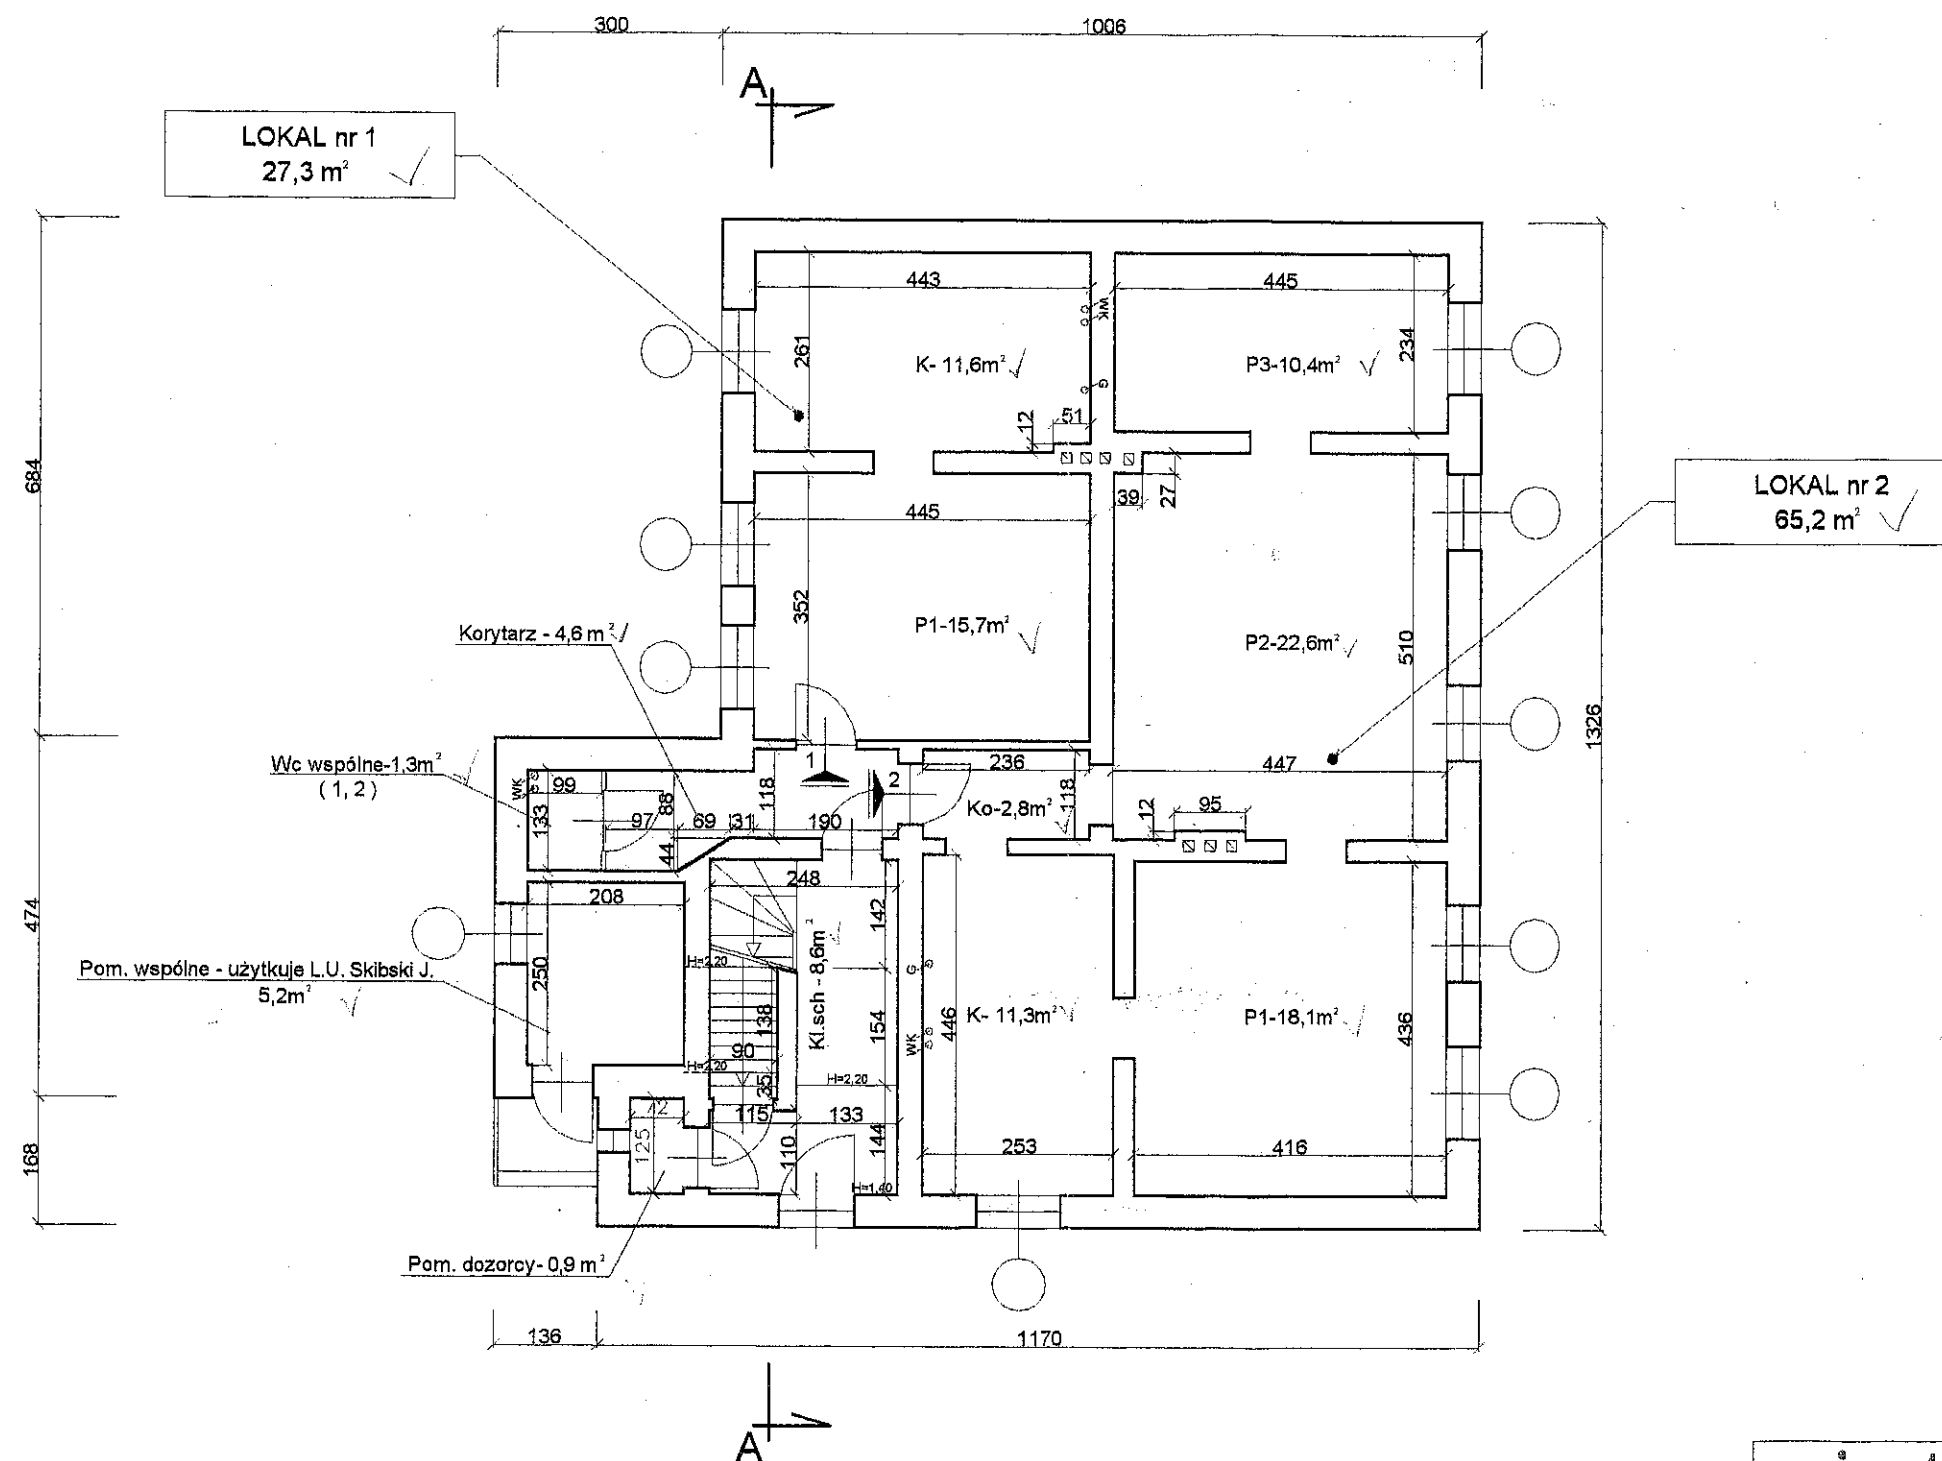 300
1006
A
LOKAL nr 1
27,3 m²
443
445
WK
261
K- 11,6m²
P3-10,4m²
234
G
12
51
39
27
LOKAL nr 2
65,2 m²
684
445
352
P1-15,7m²
P2-22,6m²
510
Korytarz - 4,6 m²
1326
Wc wspólne-1,3m²
( 1, 2 )
WK
99
133
97
88
69
31
44
118
190
1
2
236
Ko-2,8m²
118
447
12
95
474
208
248
142
250
Pom. wspólne - użytkuje L.U. Skibski J.
5,2m²
H=2,20
Kl.sch - 8,6m²
138
154
90
H=2,20
35
H=2,20
G
WK
446
K- 11,3m²
P1-18,1m²
436
168
125
115
133
110
144
H=1,40
253
416
Pom. dozorcy- 0,9 m²
136
1170
A